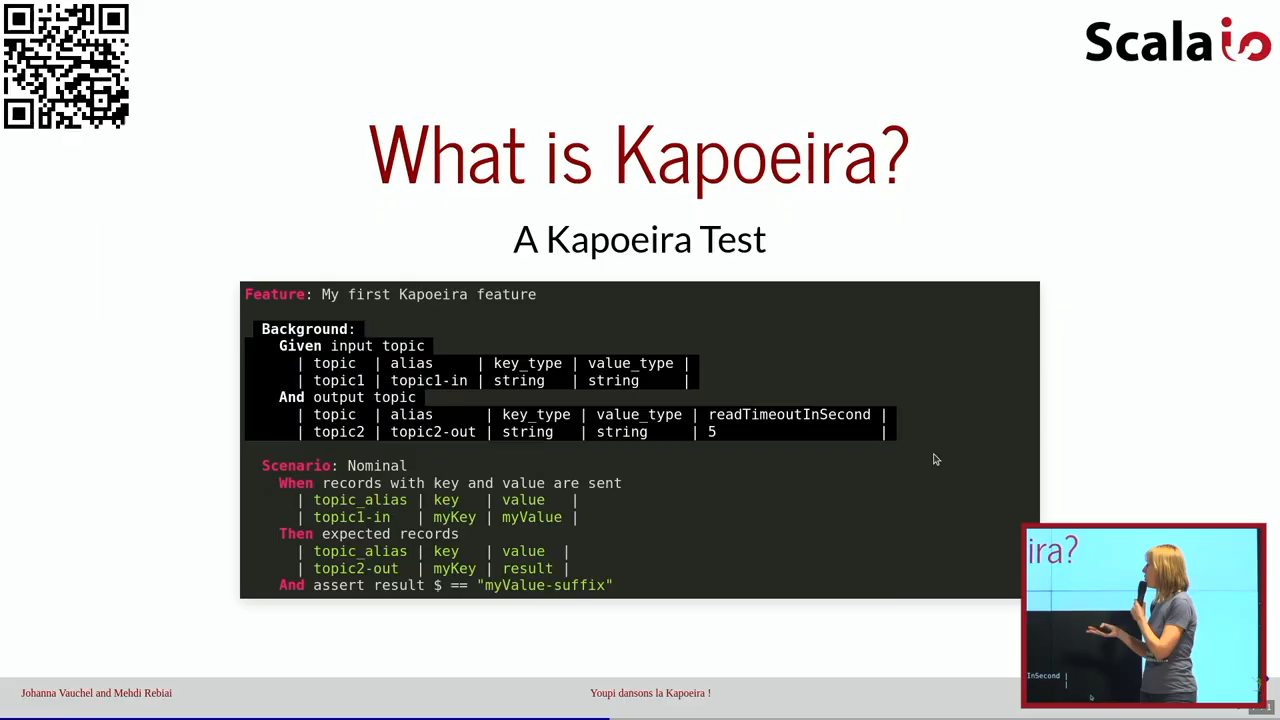 Scala io
What is Kapoeira?
A Kapoeira Test
Feature: My first Kapoeira feature
Background:
Given input topic
| topic | alias | key_type | value_type |
| topic1 | topic1-in | string | string |
And output topic
| topic | alias | key_type | value_type | readTimeoutInSecond |
| topic2 | topic2-out | string | string | 5 |
Scenario: Nominal
When records with key and value are sent
| topic_alias | key | value |
| topic1-in | myKey | myValue |
Then expected records
| topic_alias | key | value |
| topic2-out | myKey | result |
And assert result $ == "myValue-suffix"
ira?
InSecond |
|
Johanna Vauchel and Mehdi Rebiai
Youpi dansons la Kapoeira !